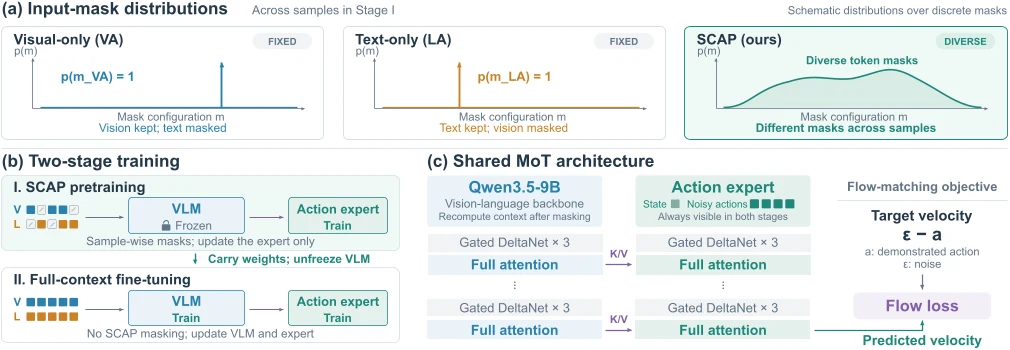 (a) Input-mask distributions Across samples in Stage I Schematic distributions over discrete masks
Visual-only (VA) FIXED
p(m)
p(m_VA) = 1
Mask configuration m
Vision kept; text masked
Text-only (LA) FIXED
p(m)
p(m_LA) = 1
Mask configuration m
Text kept; vision masked
SCAP (ours) DIVERSE
p(m)
Diverse token masks
Mask configuration m
Different masks across samples
(b) Two-stage training
I. SCAP pretraining
V
L
VLM
Frozen
Action expert
Train
Sample-wise masks; update the expert only
Carry weights; unfreeze VLM
II. Full-context fine-tuning
V
L
VLM
Train
Action expert
Train
No SCAP masking; update VLM and expert
(c) Shared MoT architecture
Qwen3.5-9B
Vision-language backbone
Recompute context after masking
Gated DeltaNet × 3
Full attention
⋮
Gated DeltaNet × 3
Full attention
K/V
K/V
Action expert
State Noisy actions
Always visible in both stages
Gated DeltaNet × 3
Full attention
⋮
Gated DeltaNet × 3
Full attention
Flow-matching objective
Target velocity
ε − a
a: demonstrated action
ε: noise
Flow loss
Predicted velocity